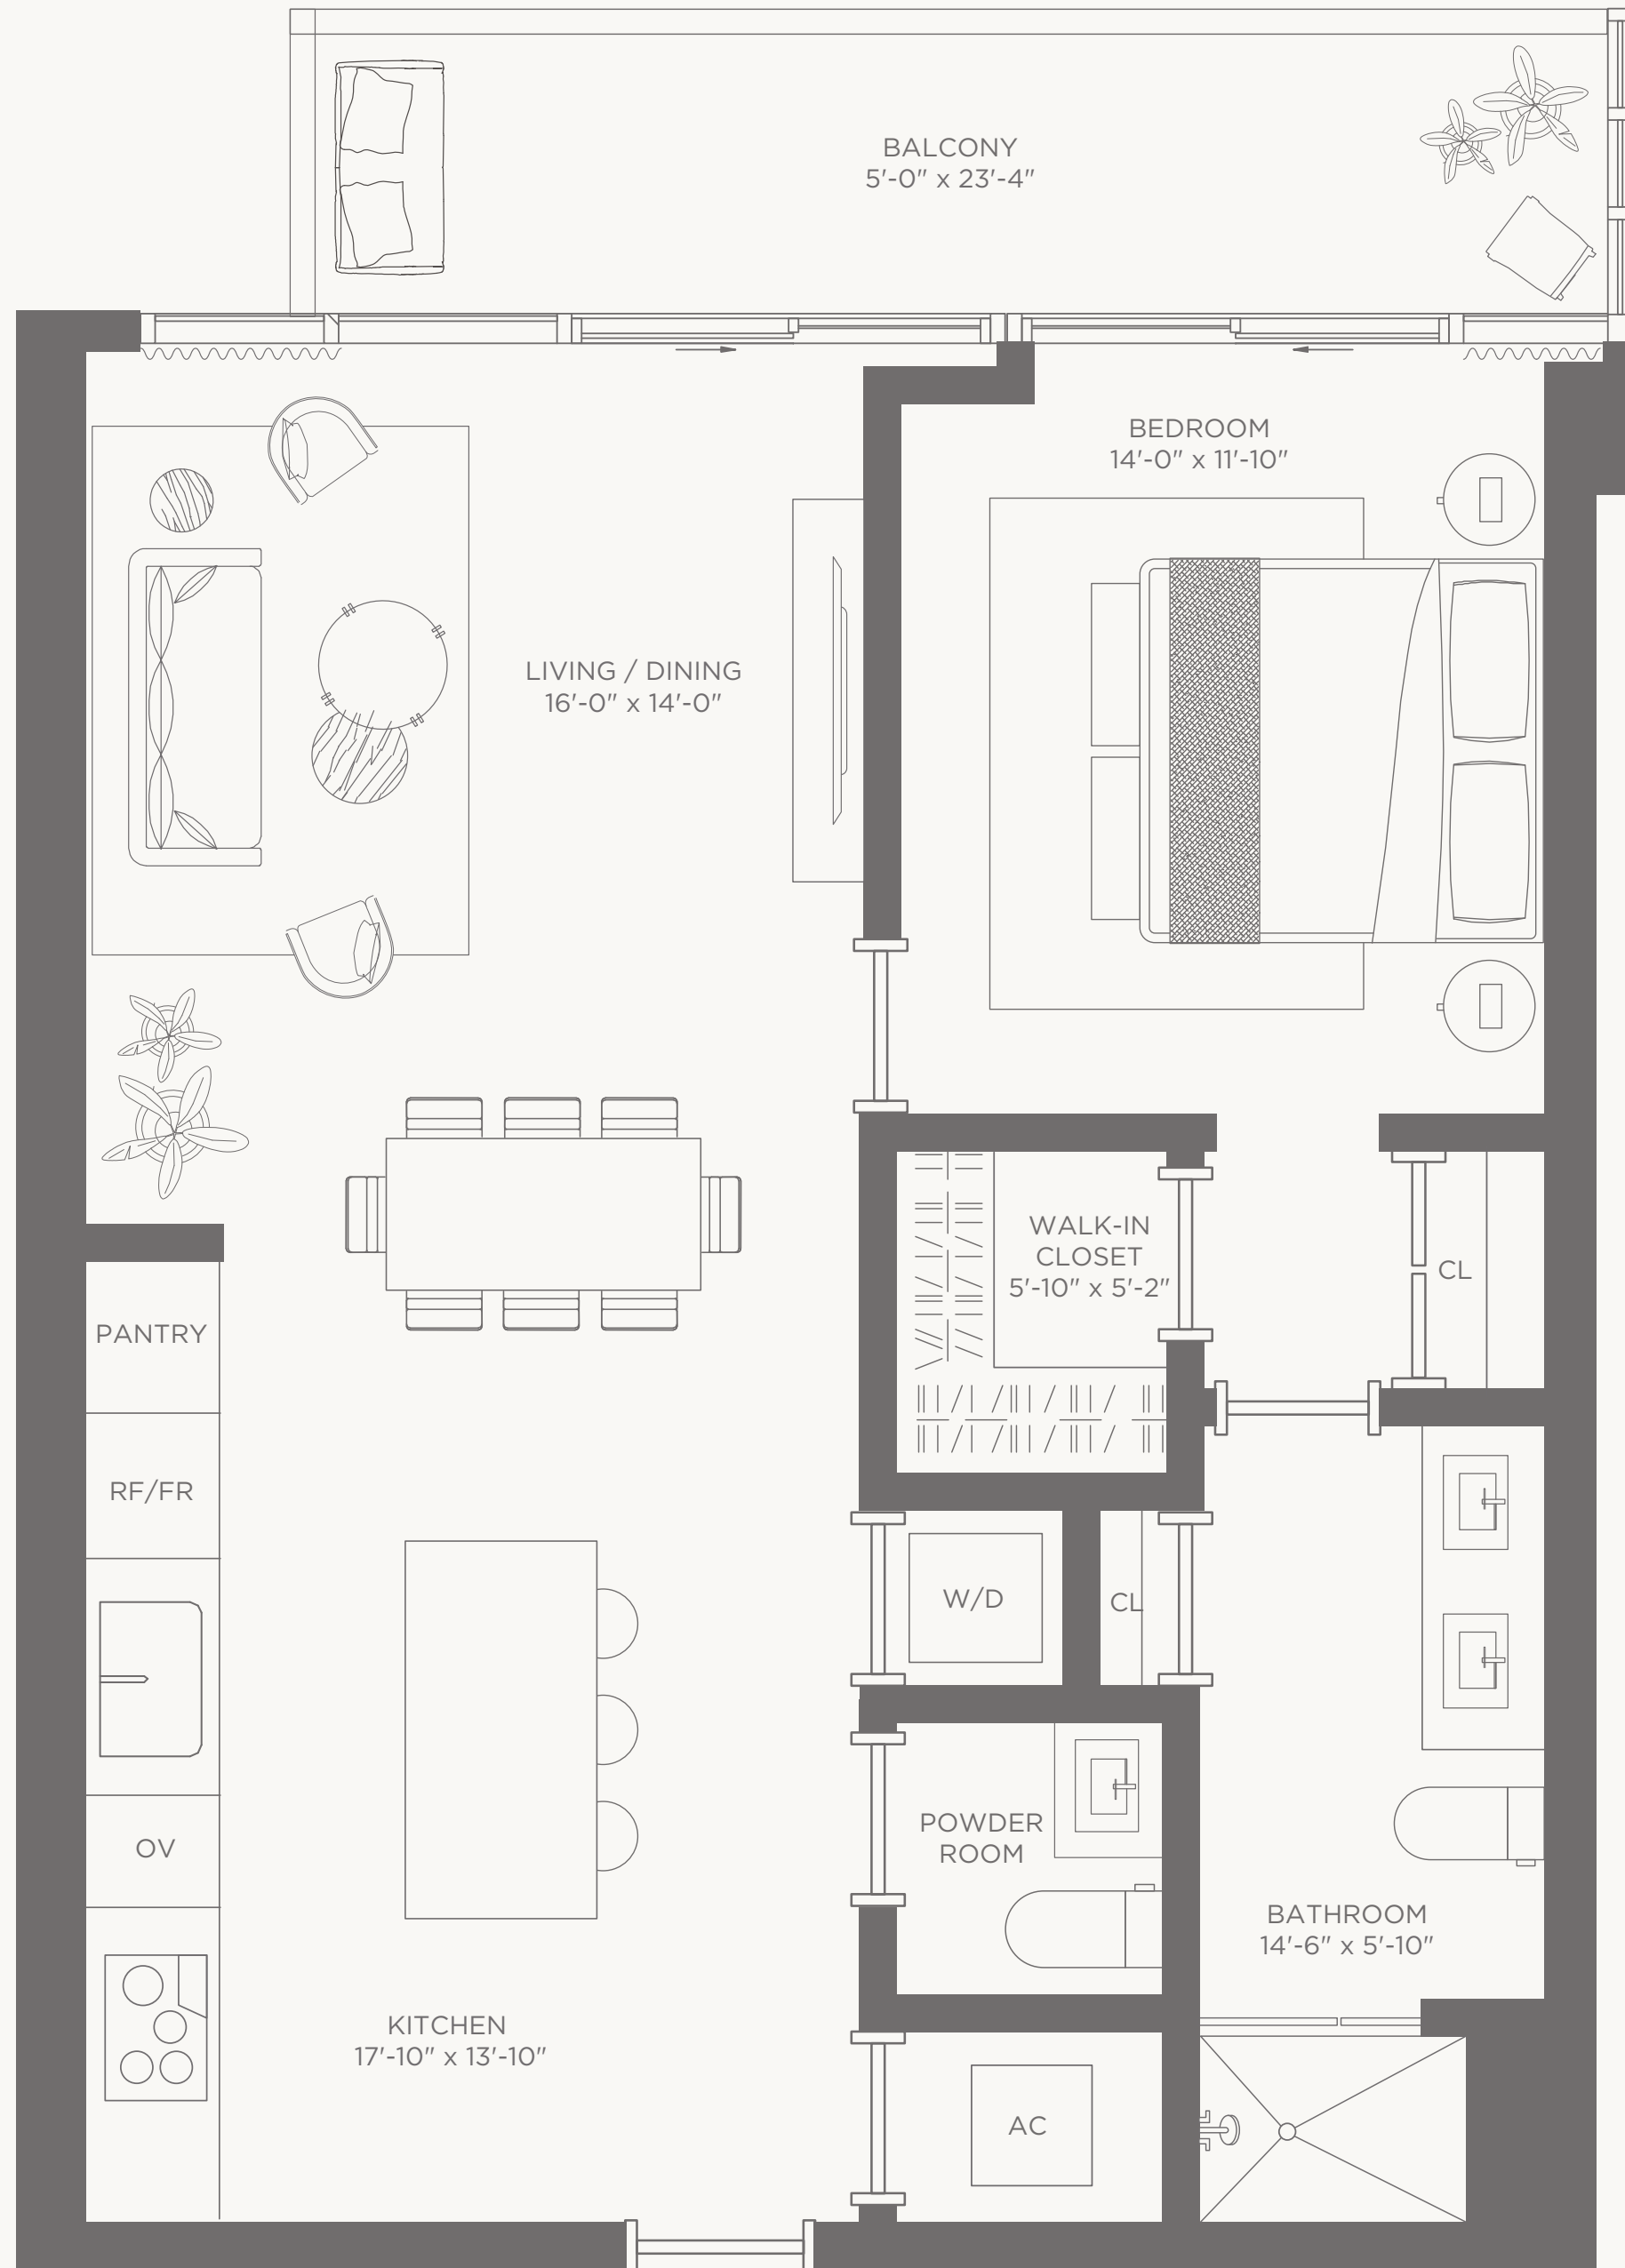 BALCONY
5'-0" x 23'-4"
BEDROOM
14'-0" x 11'-10"
LIVING / DINING
16'-0" x 14'-0"
WALK-IN
CLOSET
5'-10" x 5'-2"
CL
PANTRY
RF/FR
W/D
CL
POWDER
ROOM
OV
BATHROOM
14'-6" x 5'-10"
KITCHEN
17'-10" x 13'-10"
AC